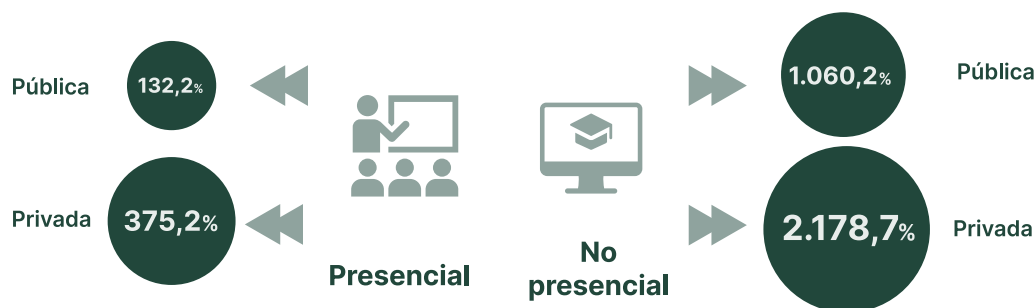 Pública
132,2%
Privada
375,2%
Presencial
No
presencial
1.060,2%
Pública
2.178,7%
Privada